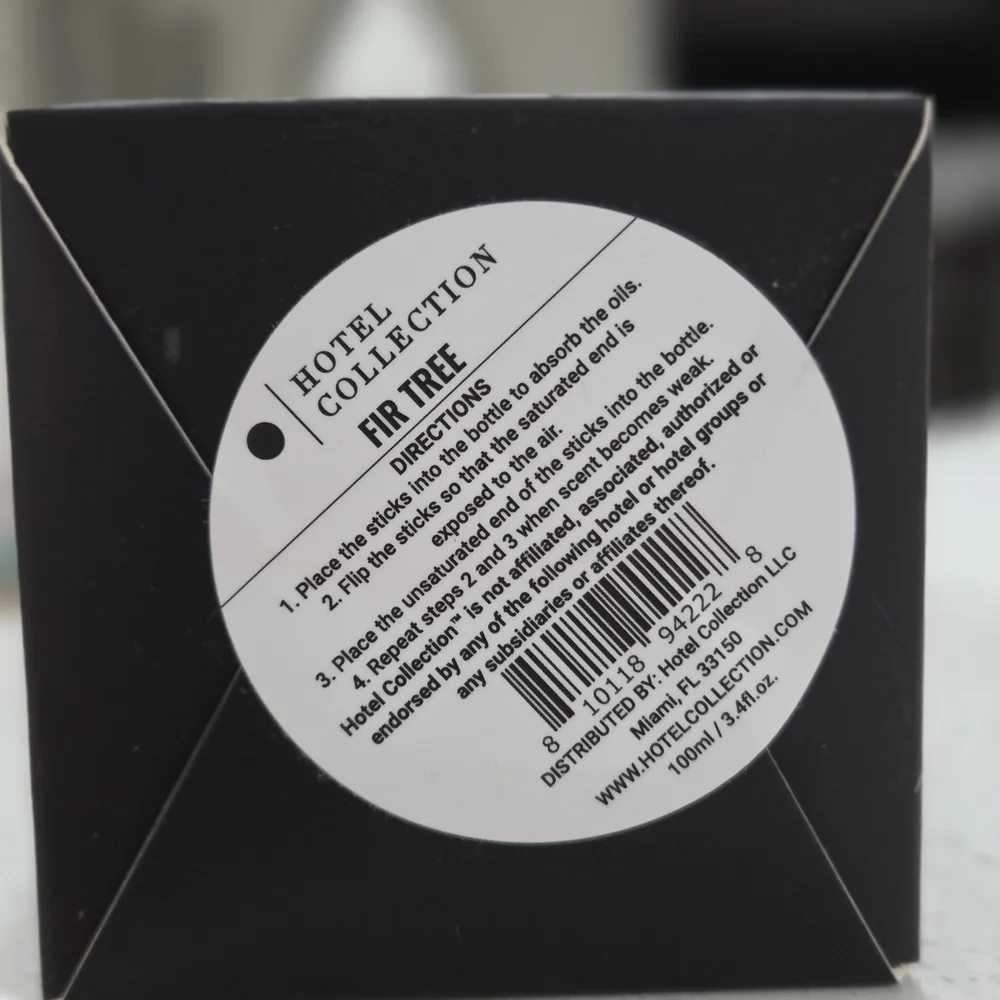 HOTEL
COLLECTION
FIR TREE
DIRECTIONS
1. Place the sticks into the bottle to absorb the oils.
2. Flip the sticks so that the saturated end is
exposed to the air.
3. Place the unsaturated end of the sticks into the bottle.
4. Repeat steps 2 and 3 when scent becomes weak.
Hotel Collection™ is not affiliated, associated, authorized or
endorsed by any of the following hotel or hotel groups or
any subsidiaries or affiliates thereof.
8 10118 94222 8
DISTRIBUTED BY: Hotel Collection LLC
Miami, FL 33150
WWW.HOTELCOLLECTION.COM
100ml / 3.4fl.oz.